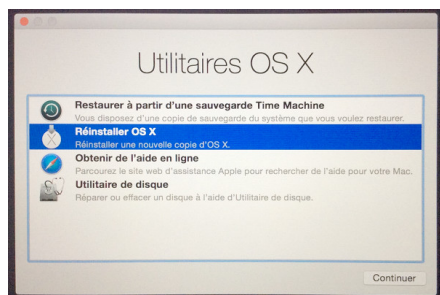 Utilitaires OS X
Restaurer à partir d'une sauvegarde Time Machine
Vous disposez d'une copie de sauvegarde du système que vous voulez restaurer.
Réinstaller OS X
Réinstaller une nouvelle copie d'OS X.
Obtenir de l'aide en ligne
Parcourez le site web d'assistance Apple pour rechercher de l'aide pour votre Mac.
Utilitaire de disque
Réparer ou effacer un disque à l'aide d'Utilitaire de disque.
Continuer